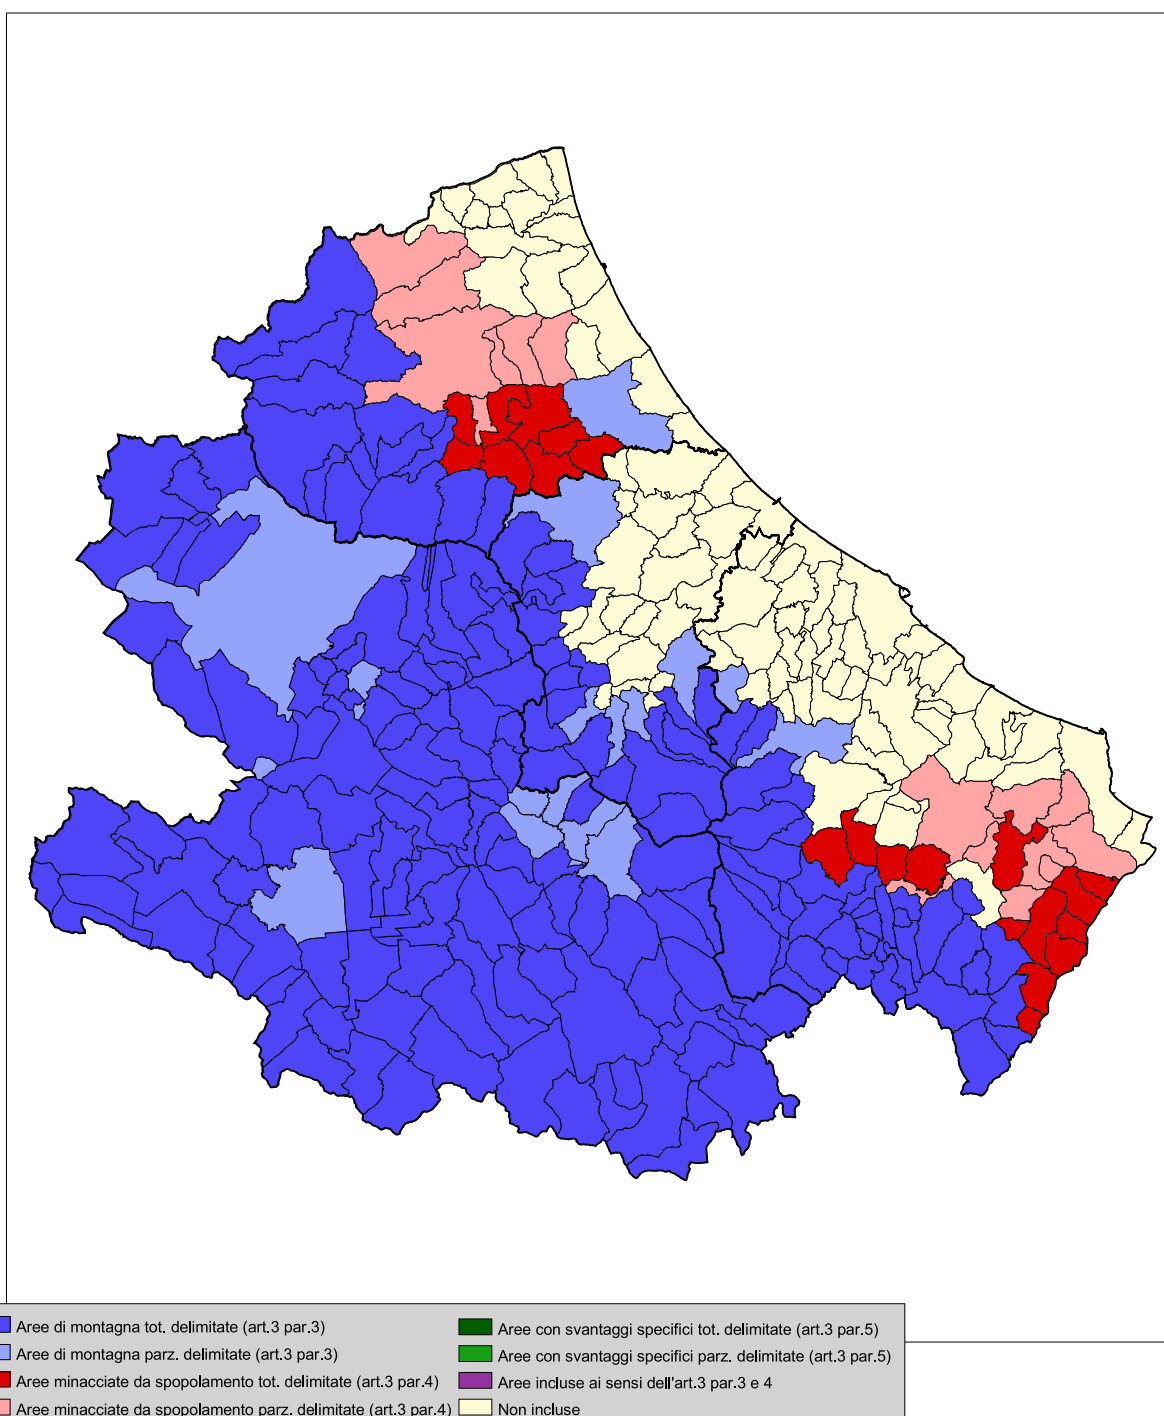 Aree di montagna tot. delimitate (art.3 par.3)
Aree di montagna parz. delimitate (art.3 par.3)
Aree minacciate da spopolamento tot. delimitate (art.3 par.4)
Aree minacciate da spopolamento parz. delimitate (art.3 par.4)
Aree con svantaggi specifici tot. delimitate (art.3 par.5)
Aree con svantaggi specifici parz. delimitate (art.3 par.5)
Aree incluse ai sensi dell'art.3 par.3 e 4
Non incluse